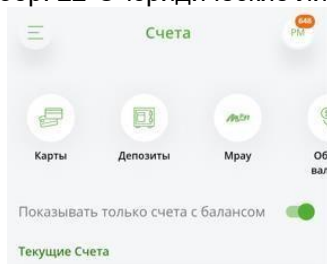 Счета
PM
646
Карты
Депозиты
Mpay
Показывать только счета с балансом
Текущие Счета